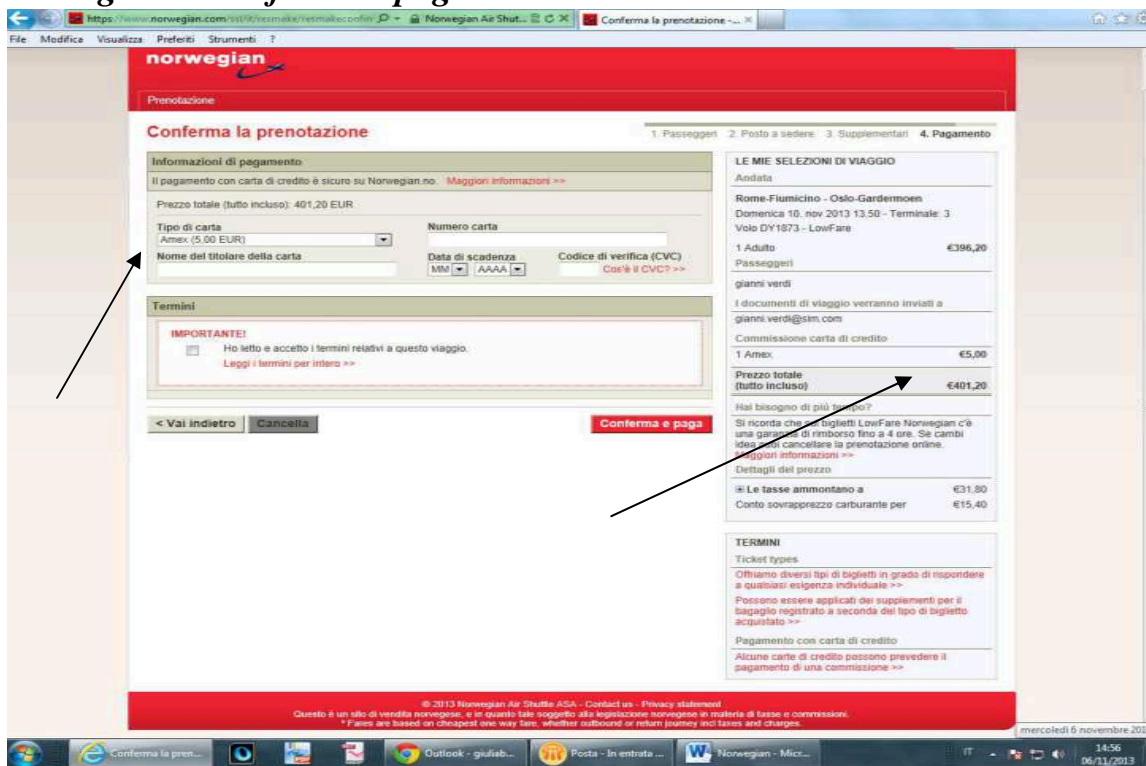 https://www.norwegian.com/
Norwegian Air Shut...
Conferma la prenotazione -...
File Modifica Visualizza Preferiti Strumenti ?
norwegian
Prenotazione
Conferma la prenotazione
1. Passeggeri 2. Posto a sedere 3. Supplementari 4. Pagamento
Informazioni di pagamento
Il pagamento con carta di credito è sicuro su Norwegian.no. Maggiori informazioni >>
Prezzo totale (tutto incluso): 401,20 EUR
Tipo di carta
Amex (5,00 EUR)
Numero carta
Nome del titolare della carta
Data di scadenza
MM AAAA
Codice di verifica (CVC)
Cos'è il CVC? >>
Termini
IMPORTANTE!
Ho letto e accetto i termini relativi a questo viaggio.
Leggi i termini per intero >>
< Vai indietro Cancella Conferma e paga
LE MIE SELEZIONI DI VIAGGIO
Andata
Rome-Fiumicino - Oslo-Gardermoen
Domenica 10. nov 2013 13.50 - Terminale: 3
Volo DY1873 - LowFare
1 Adulto €396,20
Passeggeri
gianni verdi
I documenti di viaggio verranno inviati a
gianni.verdi@sim.com
Commissione carta di credito
1 Amex €5,00
Prezzo totale
(tutto incluso) €401,20
Hai bisogno di più tempo?
Si ricorda che sui biglietti LowFare Norwegian c'è
una garanzia di rimborso fino a 4 ore. Se cambi
idea puoi cancellare la prenotazione online.
Maggiori informazioni >>
Dettagli del prezzo
Le tasse ammontano a €31,80
Conto sovrapprezzo carburante per €15,40
TERMINI
Ticket types
Offriamo diversi tipi di biglietti in grado di rispondere
a qualsiasi esigenza individuale >>
Possono essere applicati dei supplementi per il
bagaglio registrato a seconda del tipo di biglietto
acquistato >>
Pagamento con carta di credito
Alcune carte di credito possono prevedere il
pagamento di una commissione >>
© 2013 Norwegian Air Shuttle ASA - Contact us - Privacy statement
Questo è un sito di vendita norvegese, e in quanto tale soggetto alla legislazione norvegese in materia di tasse e commissioni.
* Fares are based on cheapest one way fare, whether outbound or return journey incl taxes and charges.
mercoledì 6 novembre 201
Conferma la pren... Outlook - giuliab... Posta - In entrata ... Norwegian - Micr... IT 14:56
06/11/2013